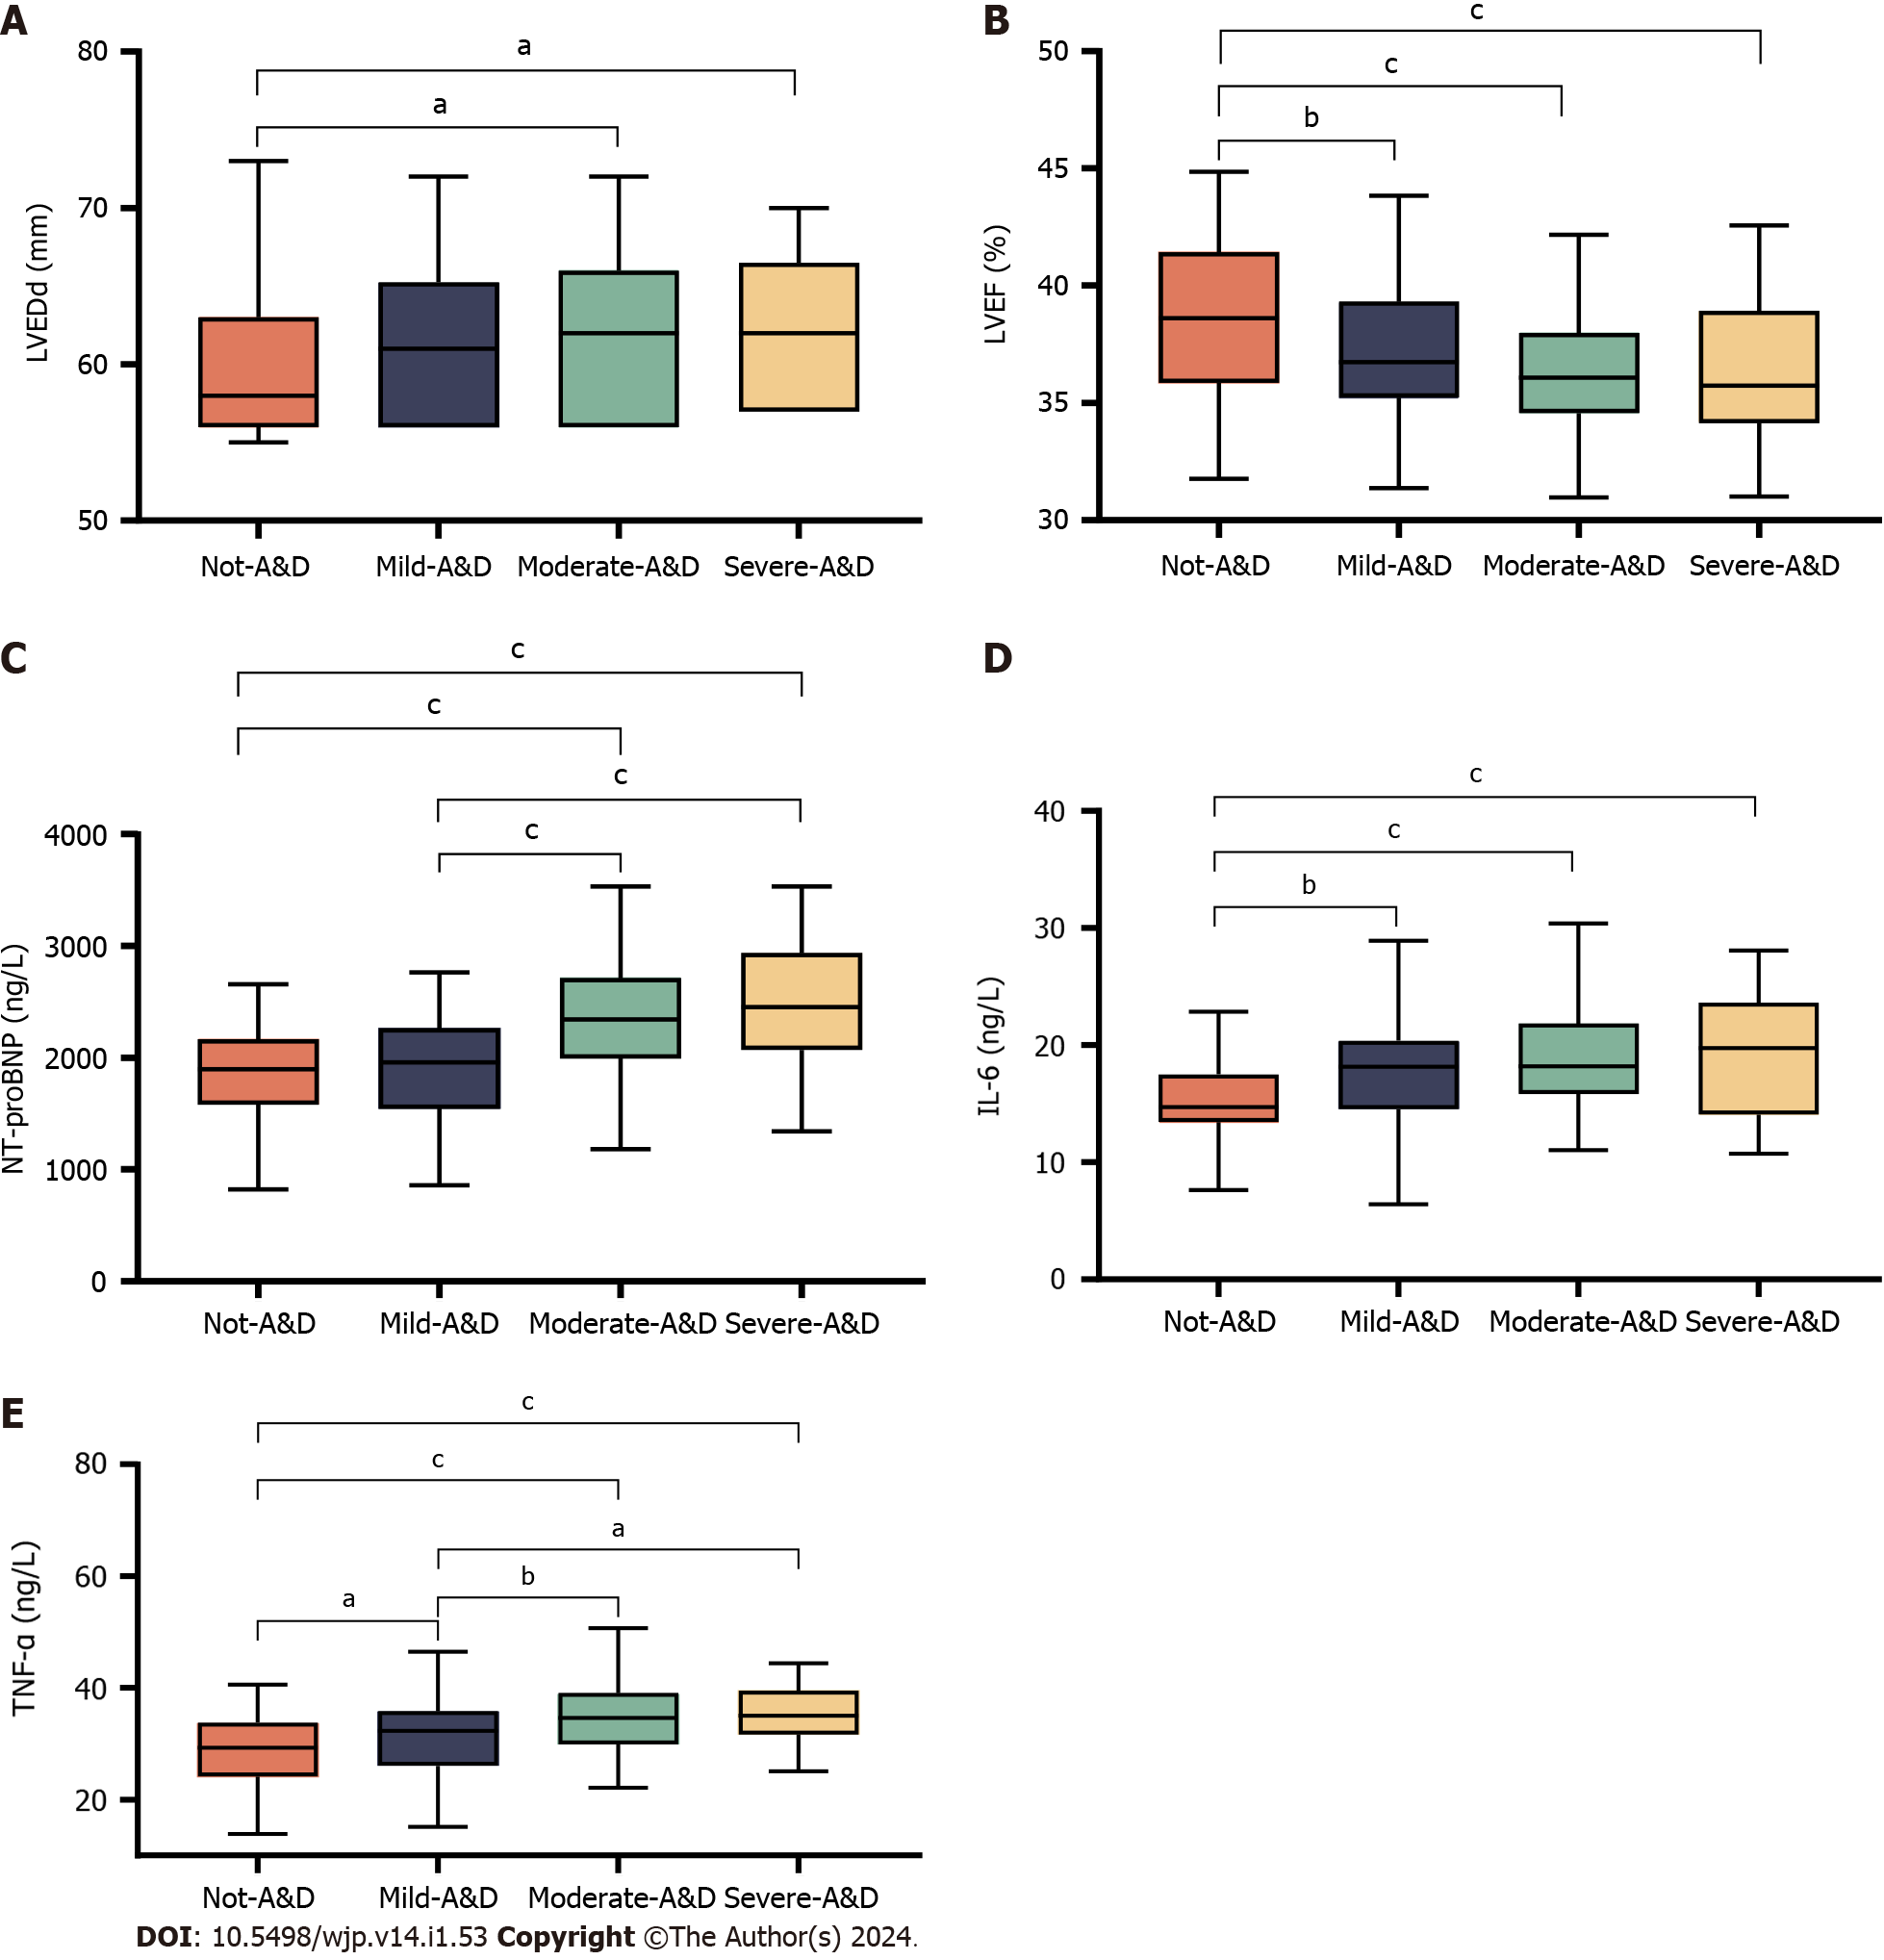 A
a
a
80
70
60
50
LVEDd (mm)
Not-A&D Mild-A&D Moderate-A&D Severe-A&D
B
c
c
b
50
45
40
35
30
LVEF (%)
Not-A&D Mild-A&D Moderate-A&D Severe-A&D
C
c
c
c
c
4000
3000
2000
1000
0
NT-proBNP (ng/L)
Not-A&D Mild-A&D Moderate-A&D Severe-A&D
D
c
c
b
40
30
20
10
0
IL-6 (ng/L)
Not-A&D Mild-A&D Moderate-A&D Severe-A&D
E
c
c
a
b
a
80
60
40
20
TNF-α (ng/L)
Not-A&D Mild-A&D Moderate-A&D Severe-A&D
DOI: 10.5498/wjp.v14.i1.53 Copyright ©The Author(s) 2024.